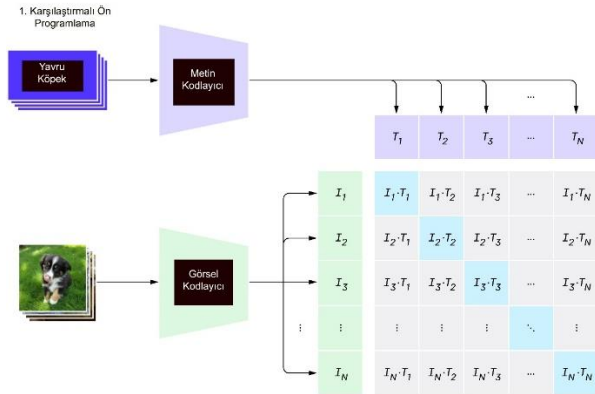 1. Karşılaştırmalı Ön
Programlama
Yavru
Köpek
Metin
Kodlayıcı
...
T1 T2 T3 ... TN
I1 I1·T1 I1·T2 I1·T3 ... I1·TN
I2 I2·T1 I2·T2 I2·T3 ... I2·TN
Görsel
Kodlayıcı
I3 I3·T1 I3·T2 I3·T3 ... I3·TN
⋮ ⋮ ⋮ ⋮ ⋮ ⋱ ⋮
IN IN·T1 IN·T2 IN·T3 ... IN·TN